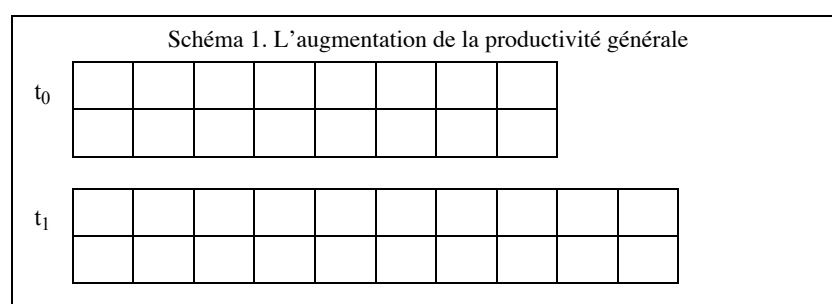 Schéma 1. L'augmentation de la productivité générale
t₀
t₁